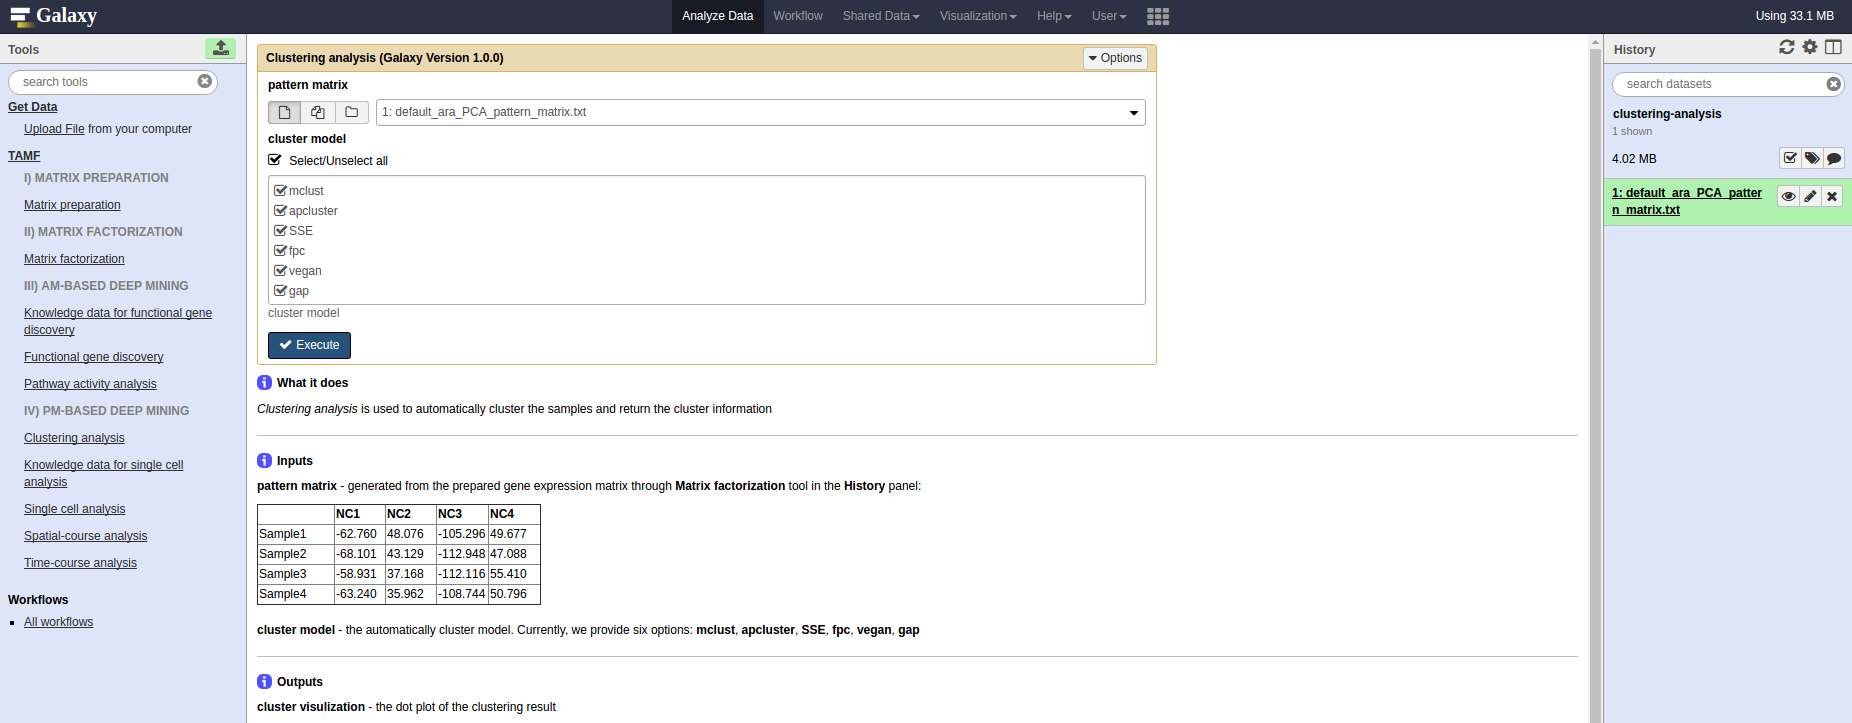 Galaxy
Analyze Data Workflow Shared Data Visualization Help User
Using 33.1 MB
Tools
search tools
Get Data
Upload File from your computer
TAMF
I) MATRIX PREPARATION
Matrix preparation
II) MATRIX FACTORIZATION
Matrix factorization
III) AM-BASED DEEP MINING
Knowledge data for functional gene
discovery
Functional gene discovery
Pathway activity analysis
IV) PM-BASED DEEP MINING
Clustering analysis
Knowledge data for single cell
analysis
Single cell analysis
Spatial-course analysis
Time-course analysis
Workflows
All workflows
Clustering analysis (Galaxy Version 1.0.0)
Options
pattern matrix
1: default_ara_PCA_pattern_matrix.txt
cluster model
Select/Unselect all
mclust
apcluster
SSE
fpc
vegan
gap
cluster model
Execute
What it does
Clustering analysis is used to automatically cluster the samples and return the cluster information
Inputs
pattern matrix - generated from the prepared gene expression matrix through Matrix factorization tool in the History panel:
NC1 NC2 NC3 NC4
Sample1 -62.760 48.076 -105.296 49.677
Sample2 -68.101 43.129 -112.948 47.088
Sample3 -58.931 37.168 -112.116 55.410
Sample4 -63.240 35.962 -108.744 50.796
cluster model - the automatically cluster model. Currently, we provide six options: mclust, apcluster, SSE, fpc, vegan, gap
Outputs
cluster visulization - the dot plot of the clustering result
History
search datasets
clustering-analysis
1 shown
4.02 MB
1: default_ara_PCA_patter
n_matrix.txt